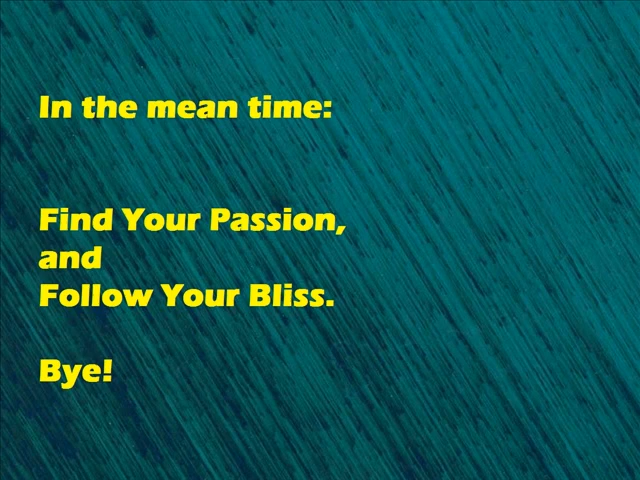 In the mean time:
Find Your Passion,
and
Follow Your Bliss.
Bye!